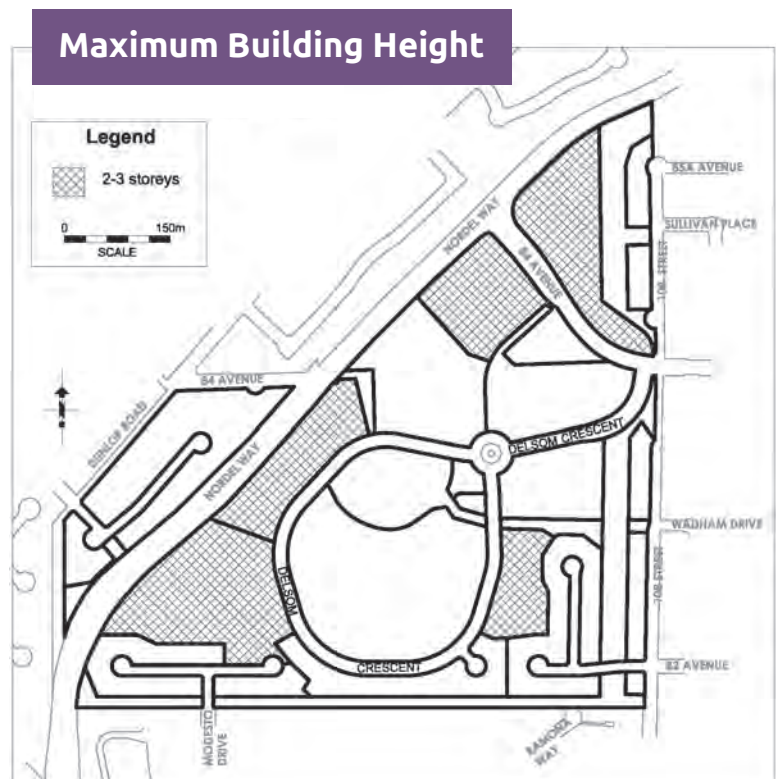 Maximum Building Height
Legend
2-3 storeys
0 150m
SCALE
NORDEL WAY
84 AVENUE
85A AVENUE
SULLIVAN PLACE
108 STREET
84 AVENUE
DUNLOP ROAD
NORDEL WAY
DELSOM CRESCENT
WADHAM DRIVE
108 STREET
DELSOM
CRESCENT
82 AVENUE
MODESTO
DRIVE
RAMONA
WAY